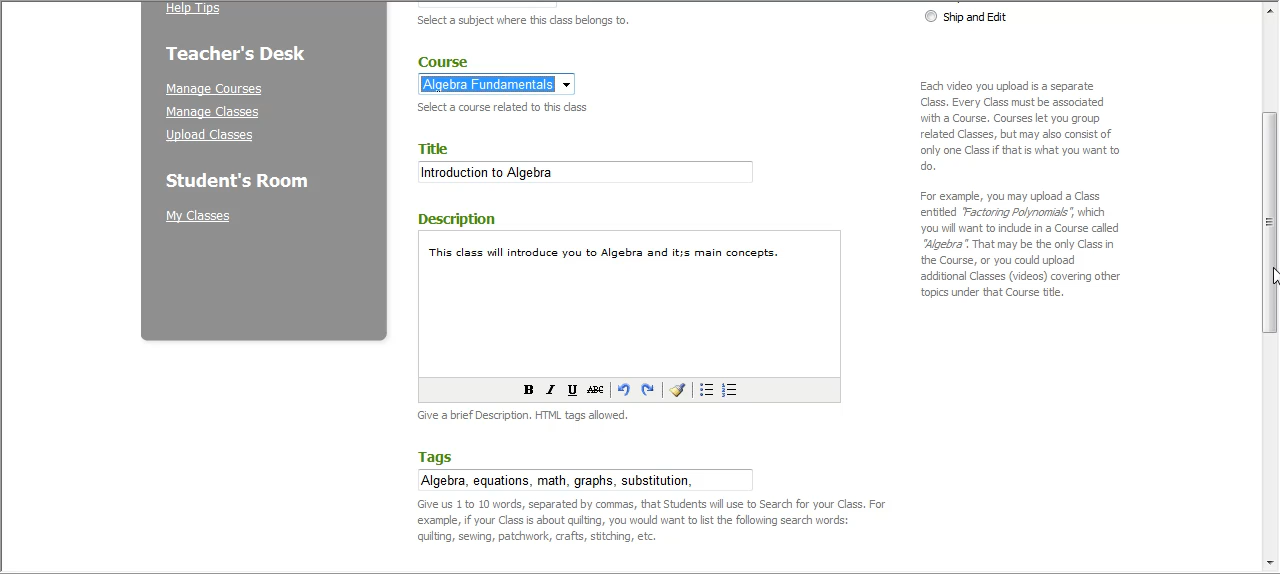 Help Tips
Teacher's Desk
Manage Courses
Manage Classes
Upload Classes
Student's Room
My Classes
Select a subject where this class belongs to.
Course
Algebra Fundamentals
Select a course related to this class
Title
Introduction to Algebra
Description
This class will introduce you to Algebra and it;s main concepts.
B I U ABC
Give a brief Description. HTML tags allowed.
Tags
Algebra, equations, math, graphs, substitution,
Give us 1 to 10 words, separated by commas, that Students will use to Search for your Class. For
example, if your Class is about quilting, you would want to list the following search words:
quilting, sewing, patchwork, crafts, stitching, etc.
Ship and Edit
Each video you upload is a separate
Class. Every Class must be associated
with a Course. Courses let you group
related Classes, but may also consist of
only one Class if that is what you want to
do.
For example, you may upload a Class
entitled "Factoring Polynomials", which
you will want to include in a Course called
"Algebra". That may be the only Class in
the Course, or you could upload
additional Classes (videos) covering other
topics under that Course title.